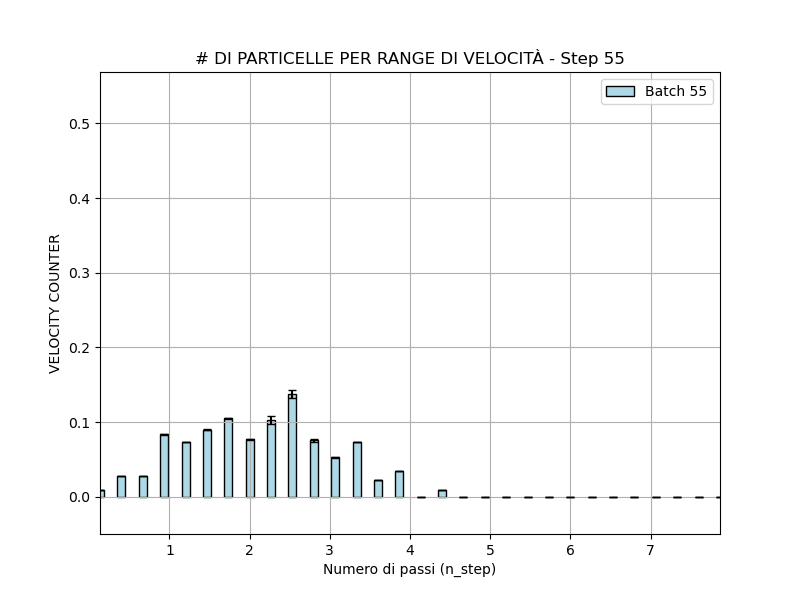 # DI PARTICELLE PER RANGE DI VELOCITÀ - Step 55
Batch 55
VELOCITY COUNTER
0.5
0.4
0.3
0.2
0.1
0.0
1 2 3 4 5 6 7
Numero di passi (n_step)